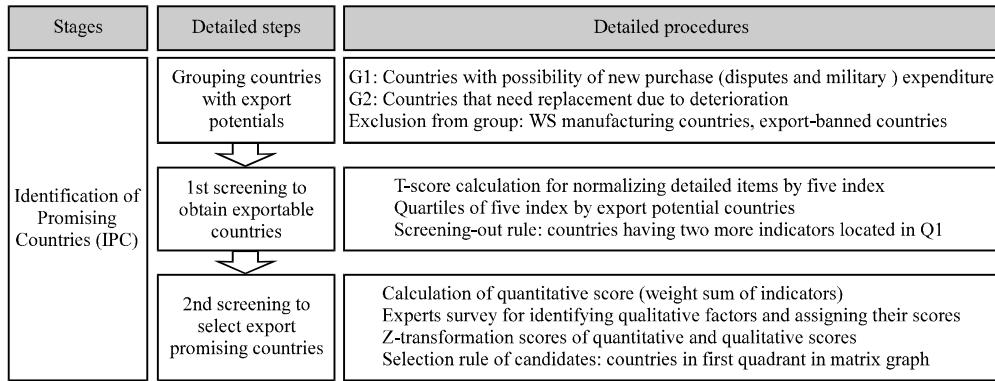 Stages
Detailed steps
Detailed procedures
Identification of
Promising
Countries (IPC)
Grouping countries
with export
potentials
G1: Countries with possibility of new purchase (disputes and military ) expenditure
G2: Countries that need replacement due to deterioration
Exclusion from group: WS manufacturing countries, export-banned countries
1st screening to
obtain exportable
countries
T-score calculation for normalizing detailed items by five index
Quartiles of five index by export potential countries
Screening-out rule: countries having two more indicators located in Q1
2nd screening to
select export
promising countries
Calculation of quantitative score (weight sum of indicators)
Experts survey for identifying qualitative factors and assigning their scores
Z-transformation scores of quantitative and qualitative scores
Selection rule of candidates: countries in first quadrant in matrix graph